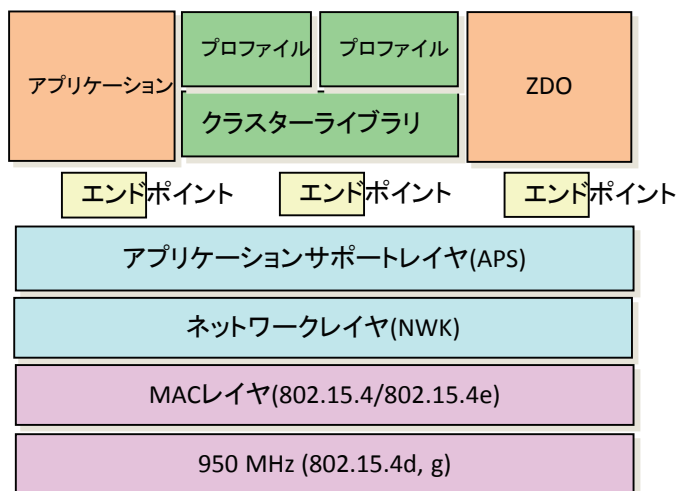 アプリケーション
プロファイル
プロファイル
クラスターライブラリ
ZDO
エンドポイント
エンドポイント
エンドポイント
アプリケーションサポートレイヤ(APS)
ネットワークレイヤ(NWK)
MACレイヤ(802.15.4/802.15.4e)
950 MHz (802.15.4d, g)